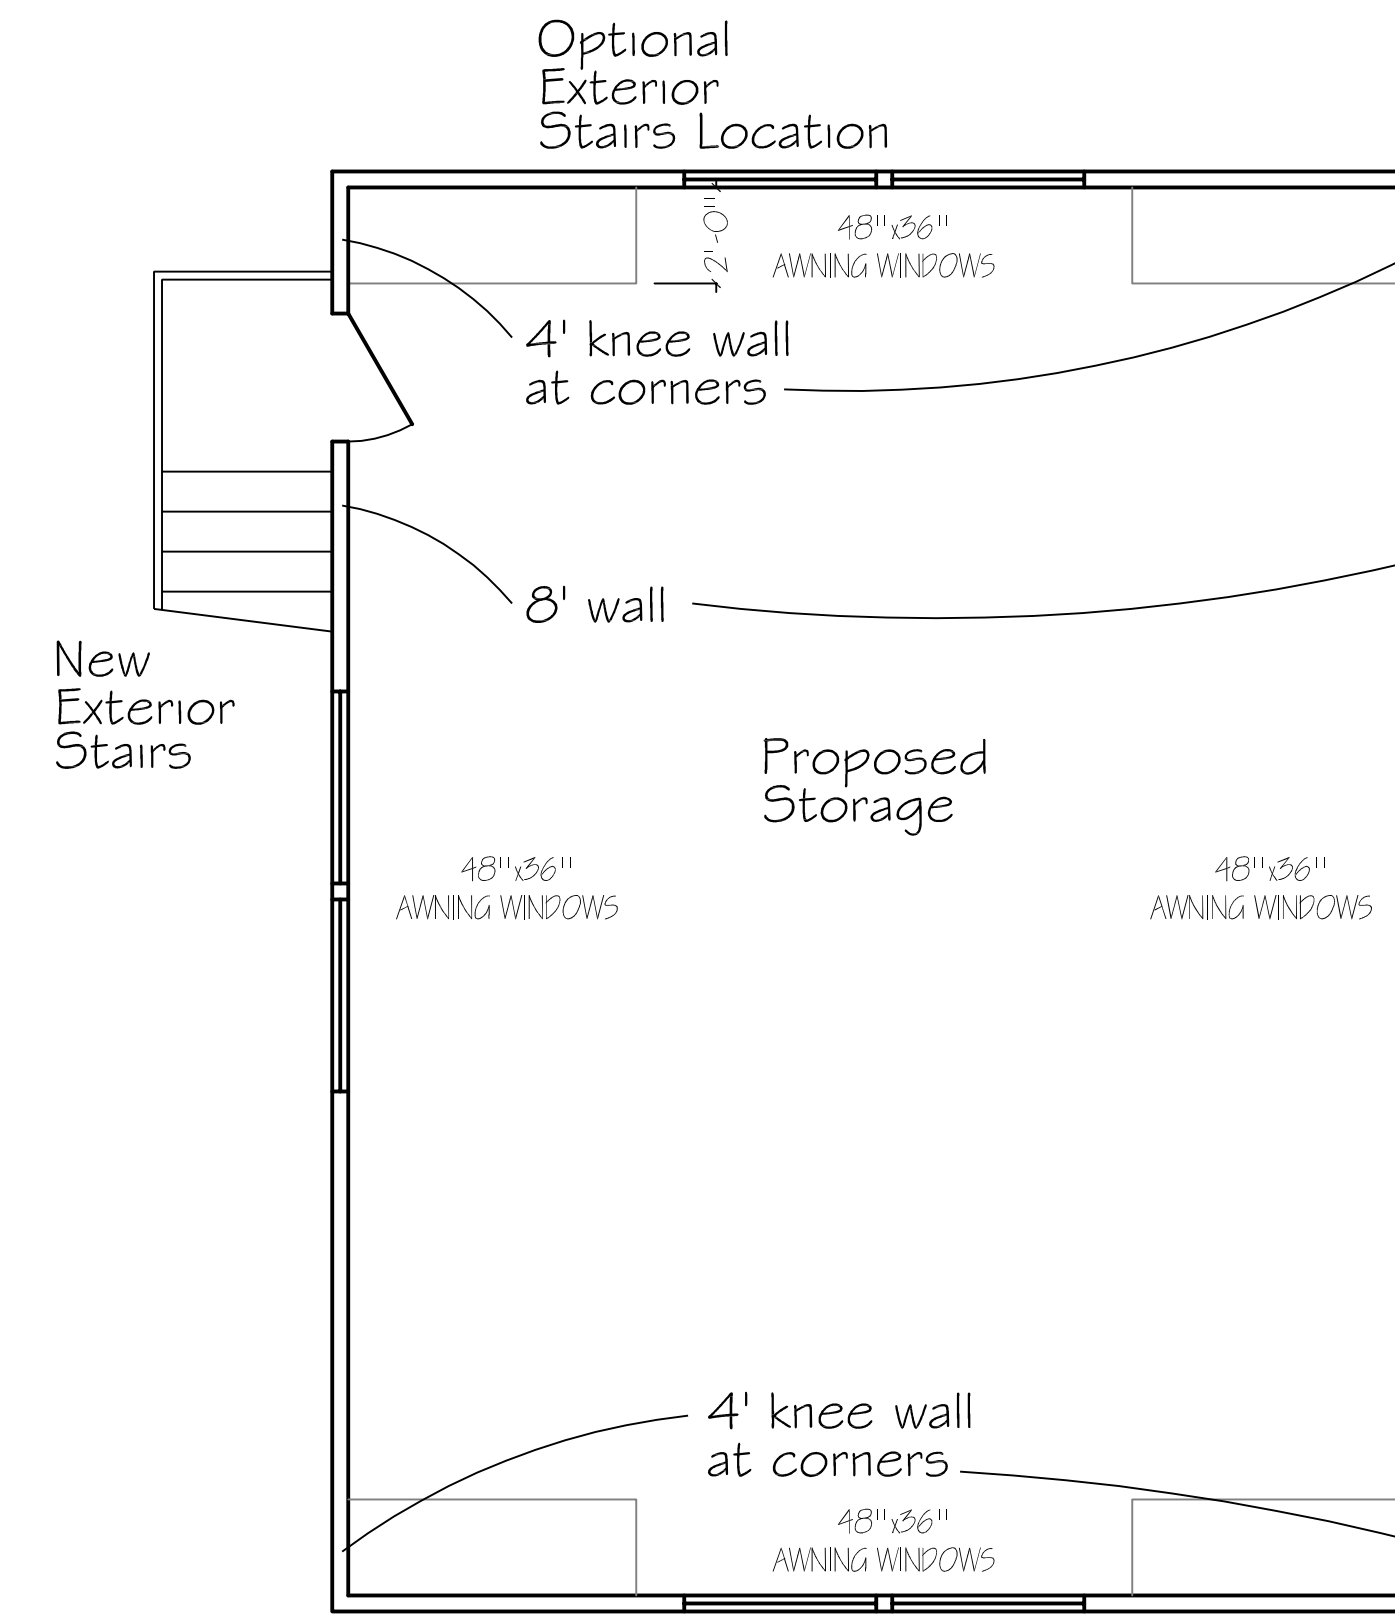 Optional
Exterior
Stairs Location
2'-0"
48"x36"
AWNING WINDOWS
4' knee wall
at corners
8' wall
New
Exterior
Stairs
Proposed
Storage
48"x36"
AWNING WINDOWS
48"x36"
AWNING WINDOWS
4' knee wall
at corners
48"x36"
AWNING WINDOWS